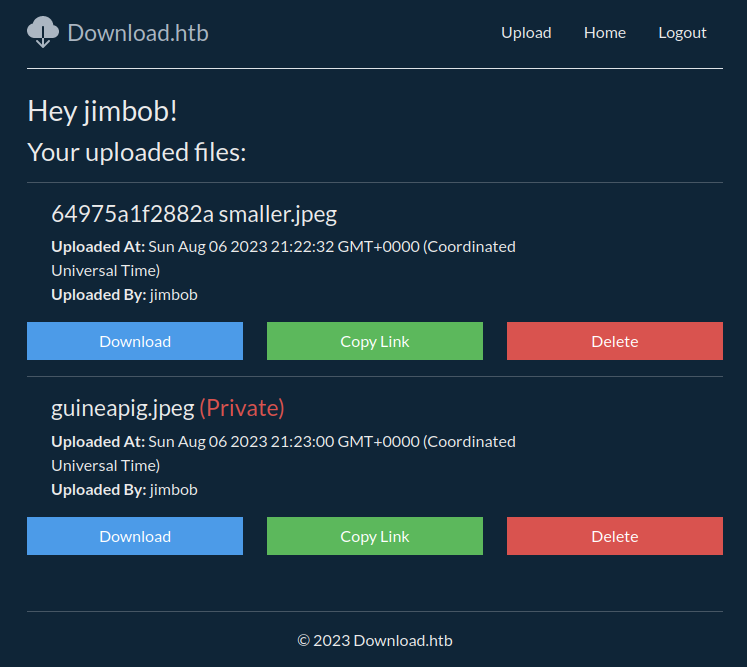 Download.htb
Upload
Home
Logout
Hey jimbob!
Your uploaded files:
64975a1f2882a smaller.jpeg
Uploaded At: Sun Aug 06 2023 21:22:32 GMT+0000 (Coordinated
Universal Time)
Uploaded By: jimbob
Download
Copy Link
Delete
guineapig.jpeg (Private)
Uploaded At: Sun Aug 06 2023 21:23:00 GMT+0000 (Coordinated
Universal Time)
Uploaded By: jimbob
Download
Copy Link
Delete
© 2023 Download.htb